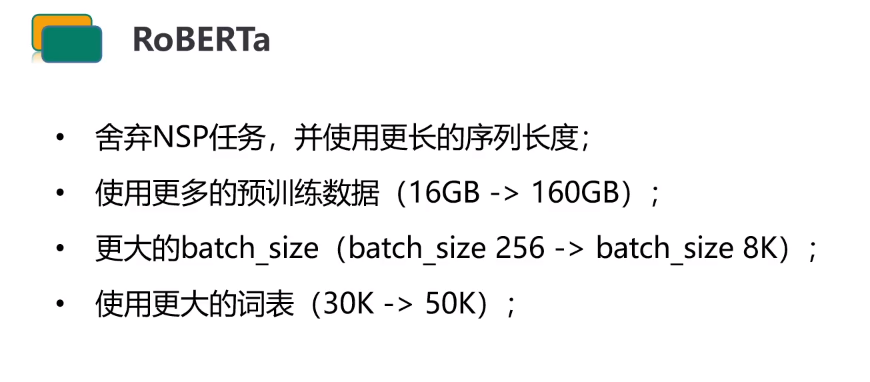 RoBERTa
• 舍弃NSP任务，并使用更长的序列长度；
• 使用更多的预训练数据（16GB -> 160GB）；
• 更大的batch_size（batch_size 256 -> batch_size 8K）；
• 使用更大的词表（30K -> 50K）；